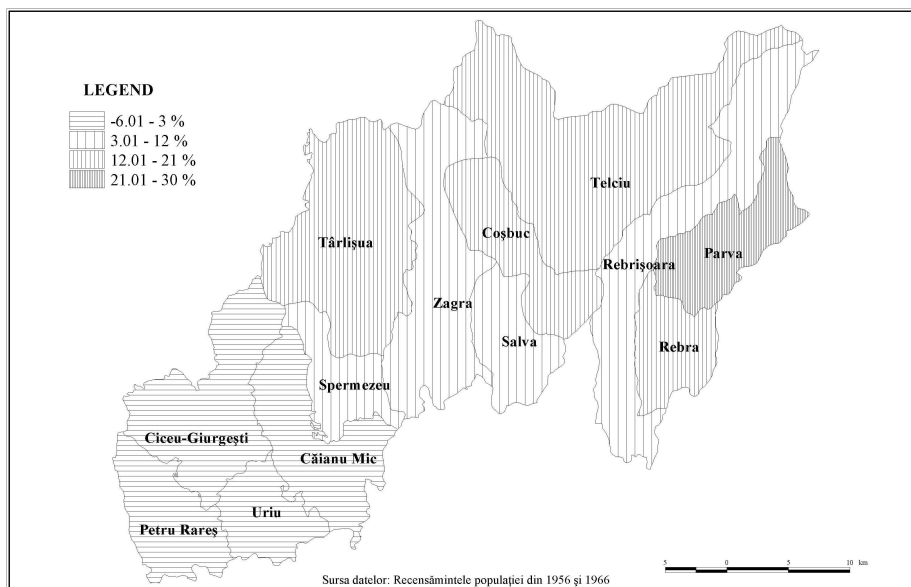 LEGEND
-6.01 - 3 %
3.01 - 12 %
12.01 - 21 %
21.01 - 30 %
Telciu
Târlişua
Coşbuc
Parva
Rebrişoara
Zagra
Salva
Rebra
Spermezeu
Ciceu-Giurgeşti
Căianu Mic
Uriu
Petru Rareş
5 0 5 10 km
Sursa datelor: Recensămintele populaţiei din 1956 şi 1966